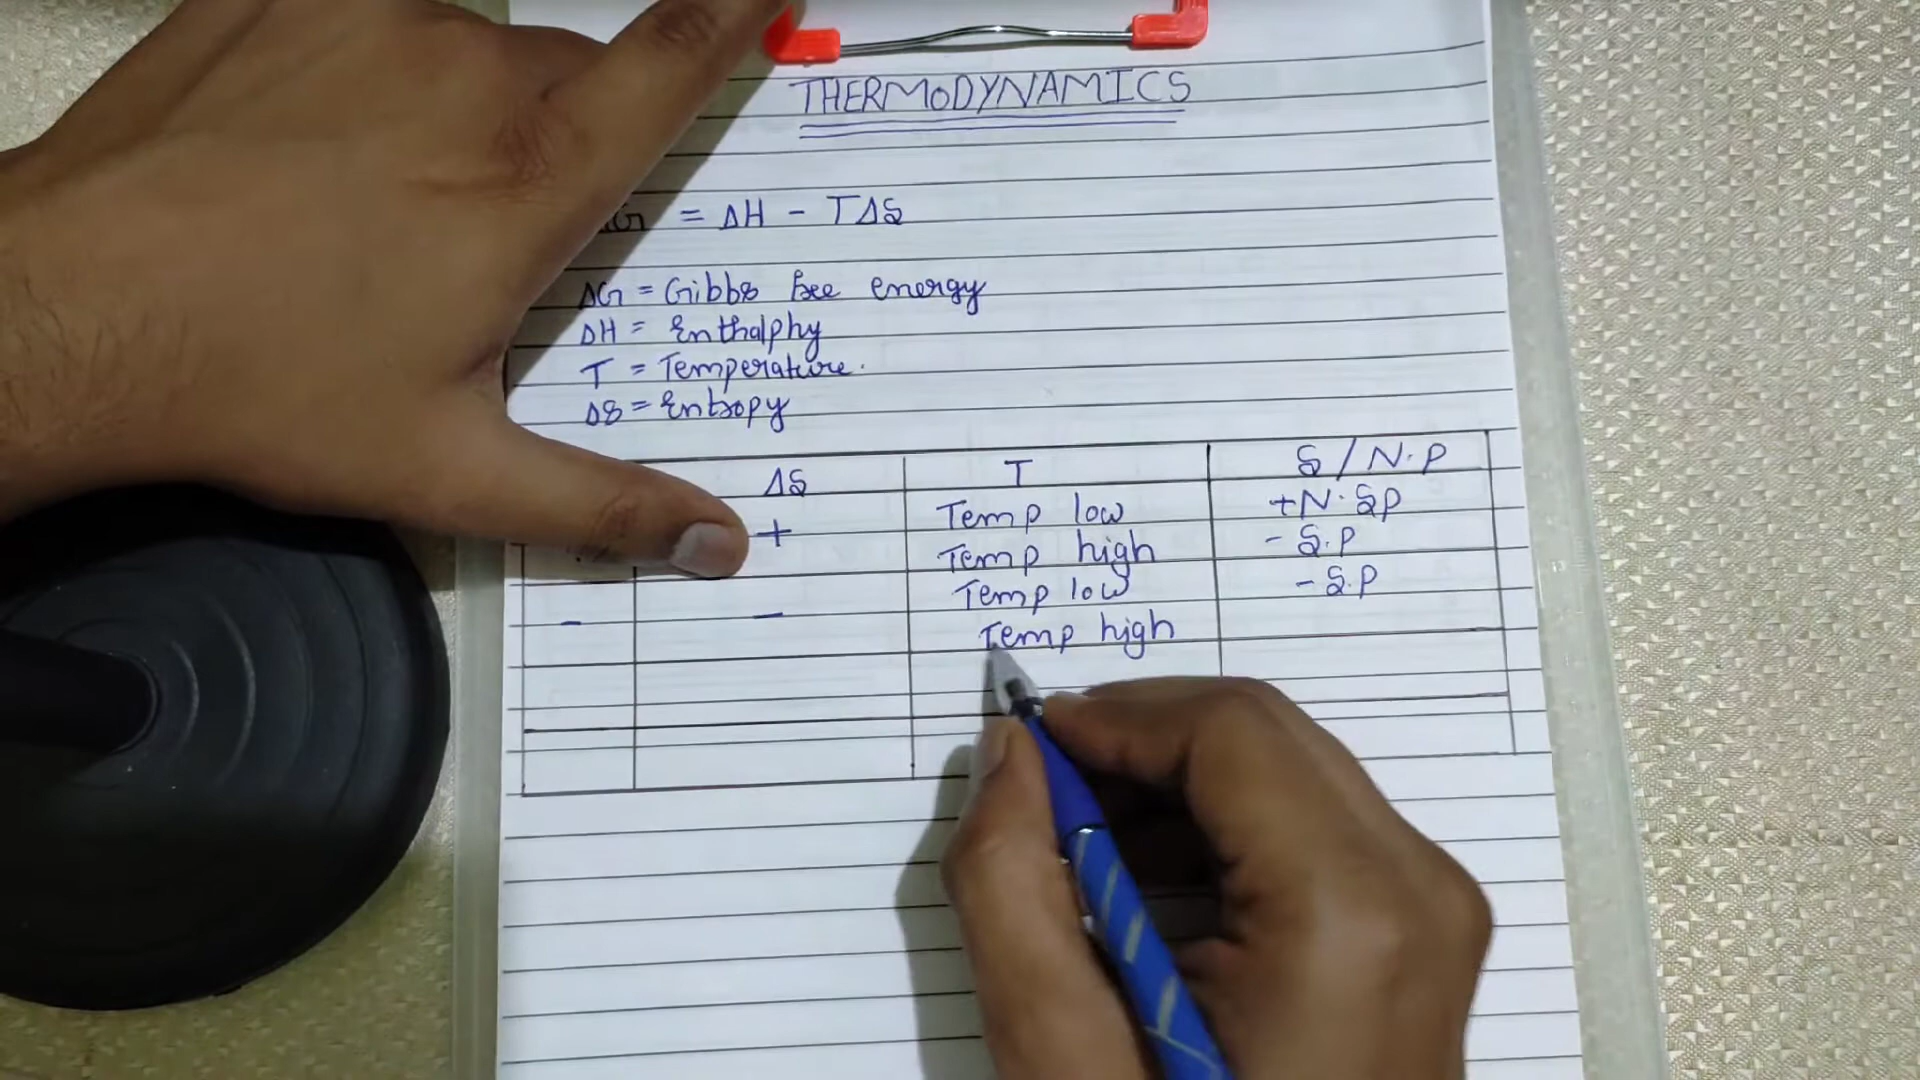 THERMODYNAMICS
= ΔH - TΔS
ΔG = Gibbs free energy
ΔH = Enthalphy
T = Temperature.
ΔS = Entropy
ΔS T S / N.P
+ Temp low +N.SP
Temp high - S.P
Temp low - S.P
- -
Temp high